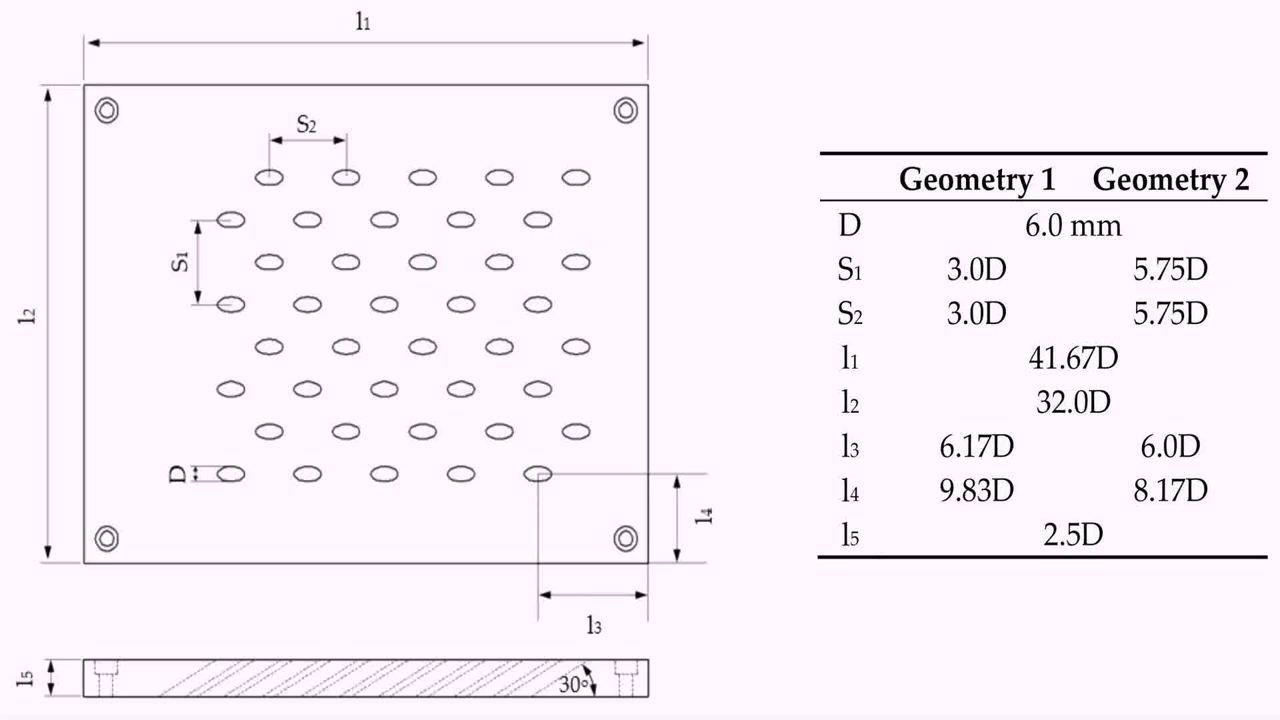 l1
S2
S1
l2
D
l4
l3
l5
30°
Geometry 1 Geometry 2
D 6.0 mm
S1 3.0D 5.75D
S2 3.0D 5.75D
l1 41.67D
l2 32.0D
l3 6.17D 6.0D
l4 9.83D 8.17D
l5 2.5D